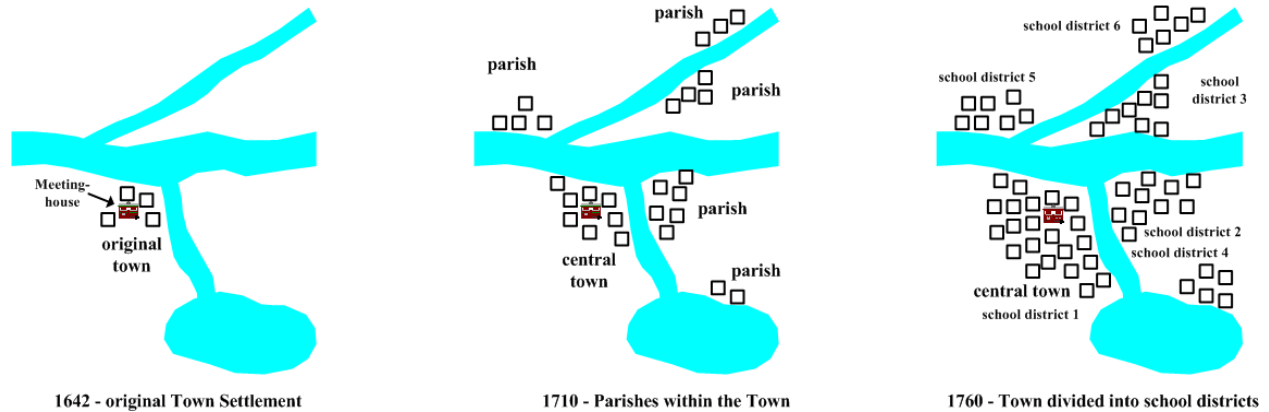 Meeting-
house
original
town
1642 - original Town Settlement
parish
parish
parish
parish
central
town
parish
1710 - Parishes within the Town
school district 6
school district 5
school
district 3
school district 2
school district 4
central town
school district 1
1760 - Town divided into school districts